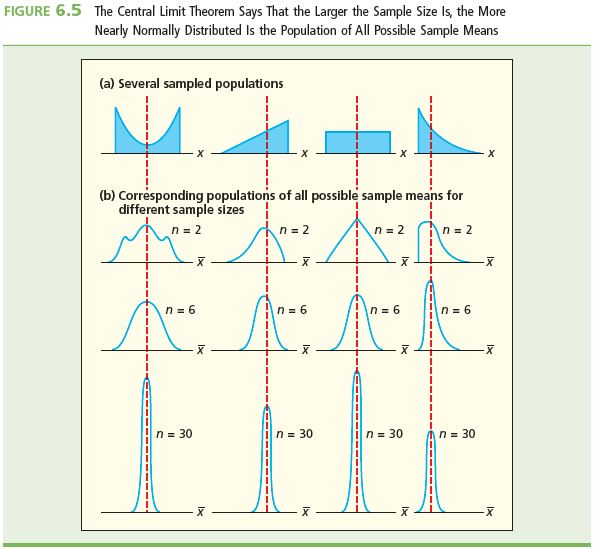 FIGURE 6.5 The Central Limit Theorem Says That the Larger the Sample Size Is, the More
Nearly Normally Distributed Is the Population of All Possible Sample Means
(a) Several sampled populations
x x x x
(b) Corresponding populations of all possible sample means for
different sample sizes
n = 2 n = 2 n = 2 n = 2
x̅ x̅ x̅ x̅
n = 6 n = 6 n = 6 n = 6
x̅ x̅ x̅ x̅
n = 30 n = 30 n = 30 n = 30
x̅ x̅ x̅ x̅